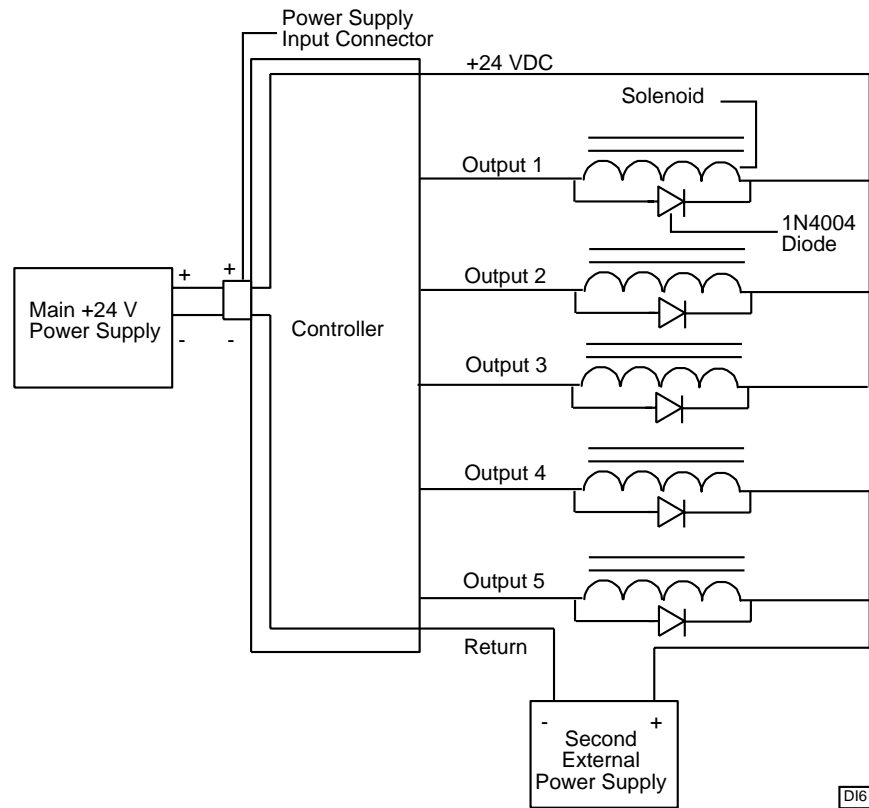 Power Supply
Input Connector
+24 VDC
Solenoid
Output 1
1N4004
Diode
+ +
Output 2
Main +24 V
Power Supply
Controller
- -
Output 3
Output 4
Output 5
Return
- +
Second
External
Power Supply
DI6